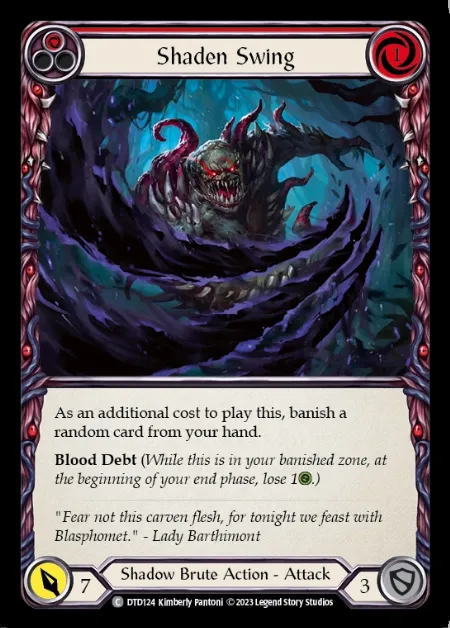 Shaden Swing
1
As an additional cost to play this, banish a
random card from your hand.
Blood Debt (While this is in your banished zone, at
the beginning of your end phase, lose 1.)
"Fear not this carven flesh, for tonight we feast with
Blasphomet." - Lady Barthimont
7
Shadow Brute Action - Attack
3
C DTD124 Kimberly Pantoni © 2023 Legend Story Studios